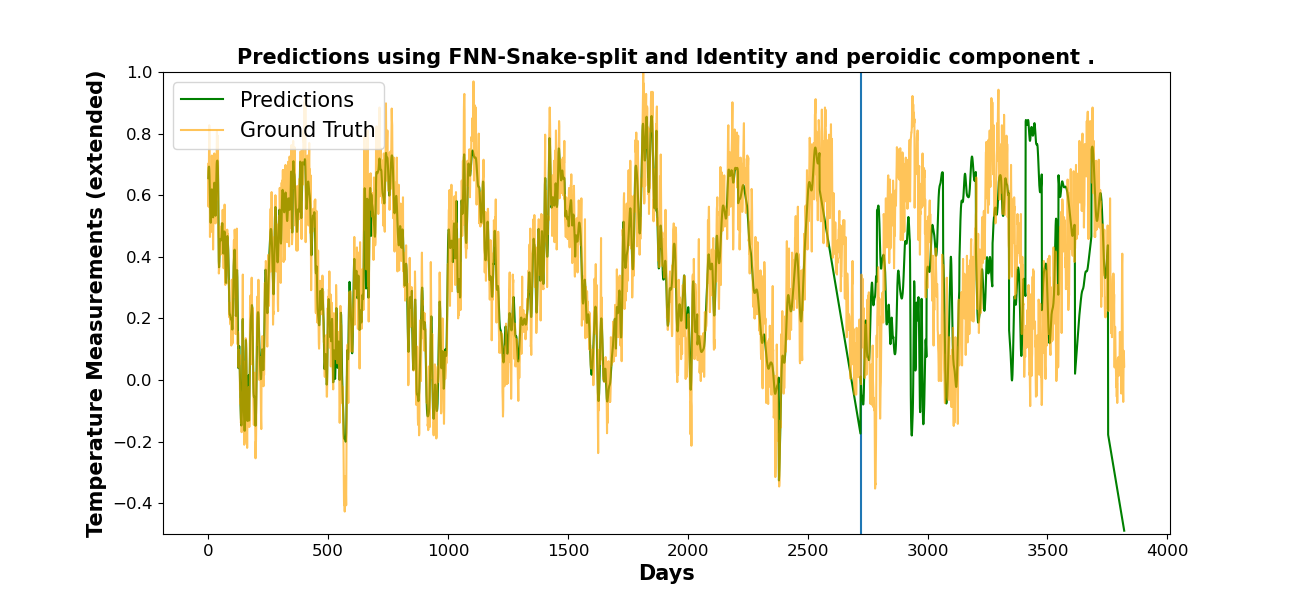 Predictions using FNN-Snake-split and Identity and peroidic component .
Temperature Measurements (extended)
1.0
0.8
0.6
0.4
0.2
0.0
−0.2
−0.4
Predictions
Ground Truth
0 500 1000 1500 2000 2500 3000 3500 4000
Days